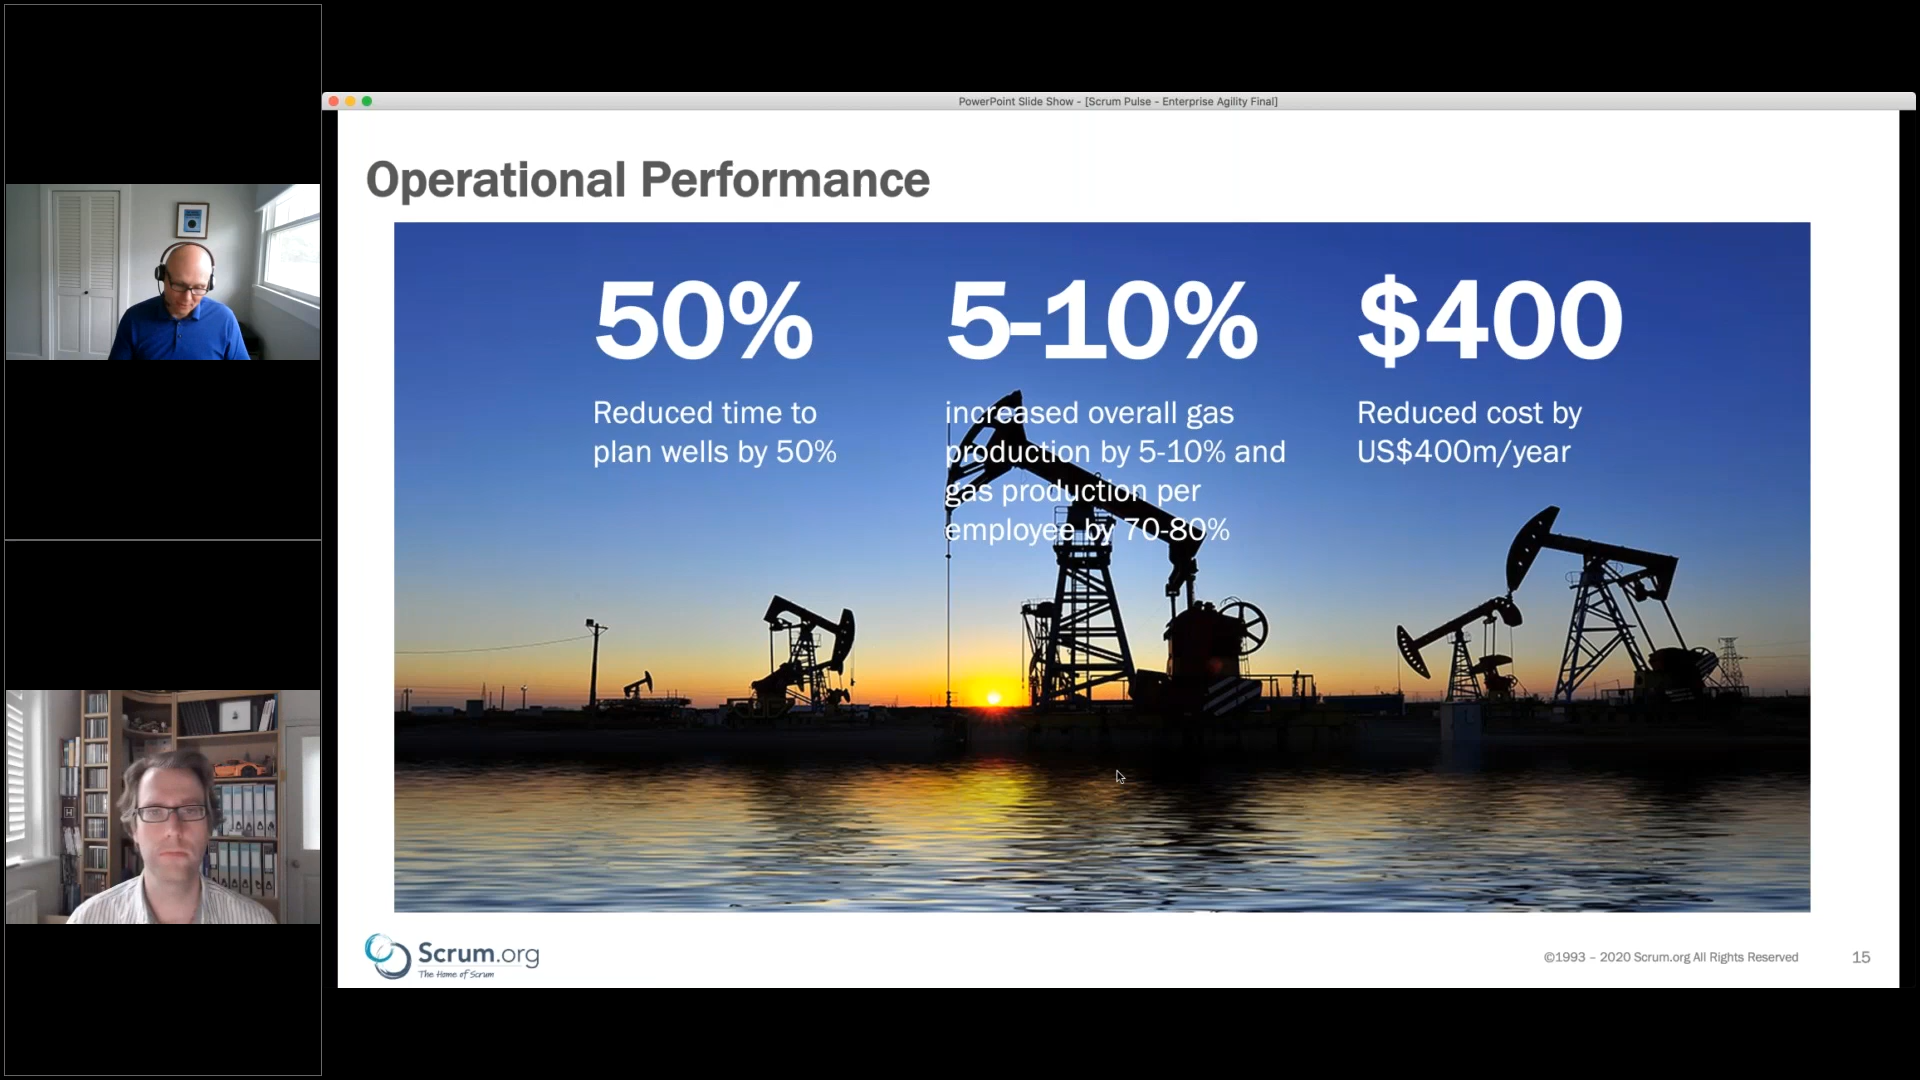 PowerPoint Slide Show - [Scrum Pulse - Enterprise Agility Final]
Operational Performance
50%
Reduced time to
plan wells by 50%
5-10%
increased overall gas
production by 5-10% and
gas production per
employee by 70-80%
$400
Reduced cost by
US$400m/year
Scrum.org
The Home of Scrum
©1993 – 2020 Scrum.org All Rights Reserved
15